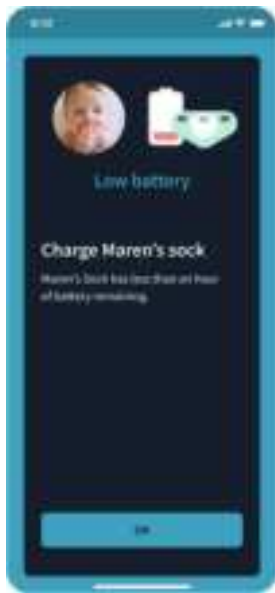 Low battery
Charge Maren's sock
Maren's Sock has less than an hour
of battery remaining.
OK